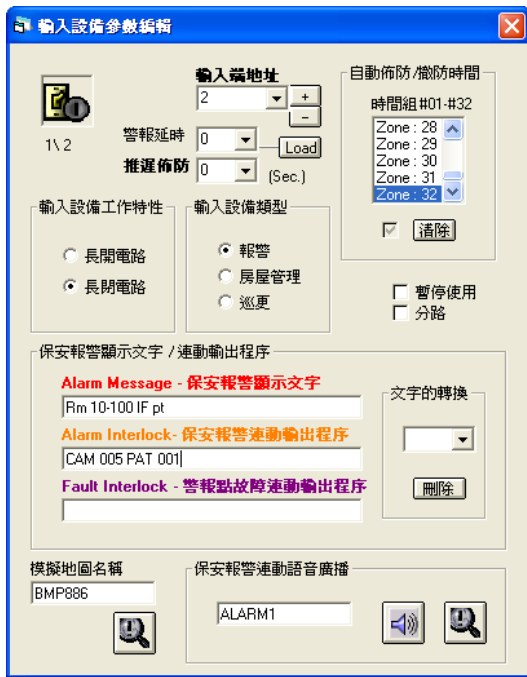 輸入設備參數編輯
輸入端地址
2
+
-
1\ 2
警報延時
0
Load
推遲佈防
0
(Sec.)
自動佈防/撤防時間
時間組#01-#32
Zone : 28
Zone : 29
Zone : 30
Zone : 31
Zone : 32
清除
輸入設備工作特性
長開電路
長閉電路
輸入設備類型
報警
房屋管理
巡更
暫停使用
分路
保安報警顯示文字 / 連動輸出程序
Alarm Message - 保安報警顯示文字
Rm 10-100 IF pt
Alarm Interlock- 保安報警連動輸出程序
CAM 005 PAT 001
Fault Interlock - 警報點故障連動輸出程序
文字的轉換
刪除
模擬地圖名稱
BMP886
保安報警連動語音廣播
ALARM1